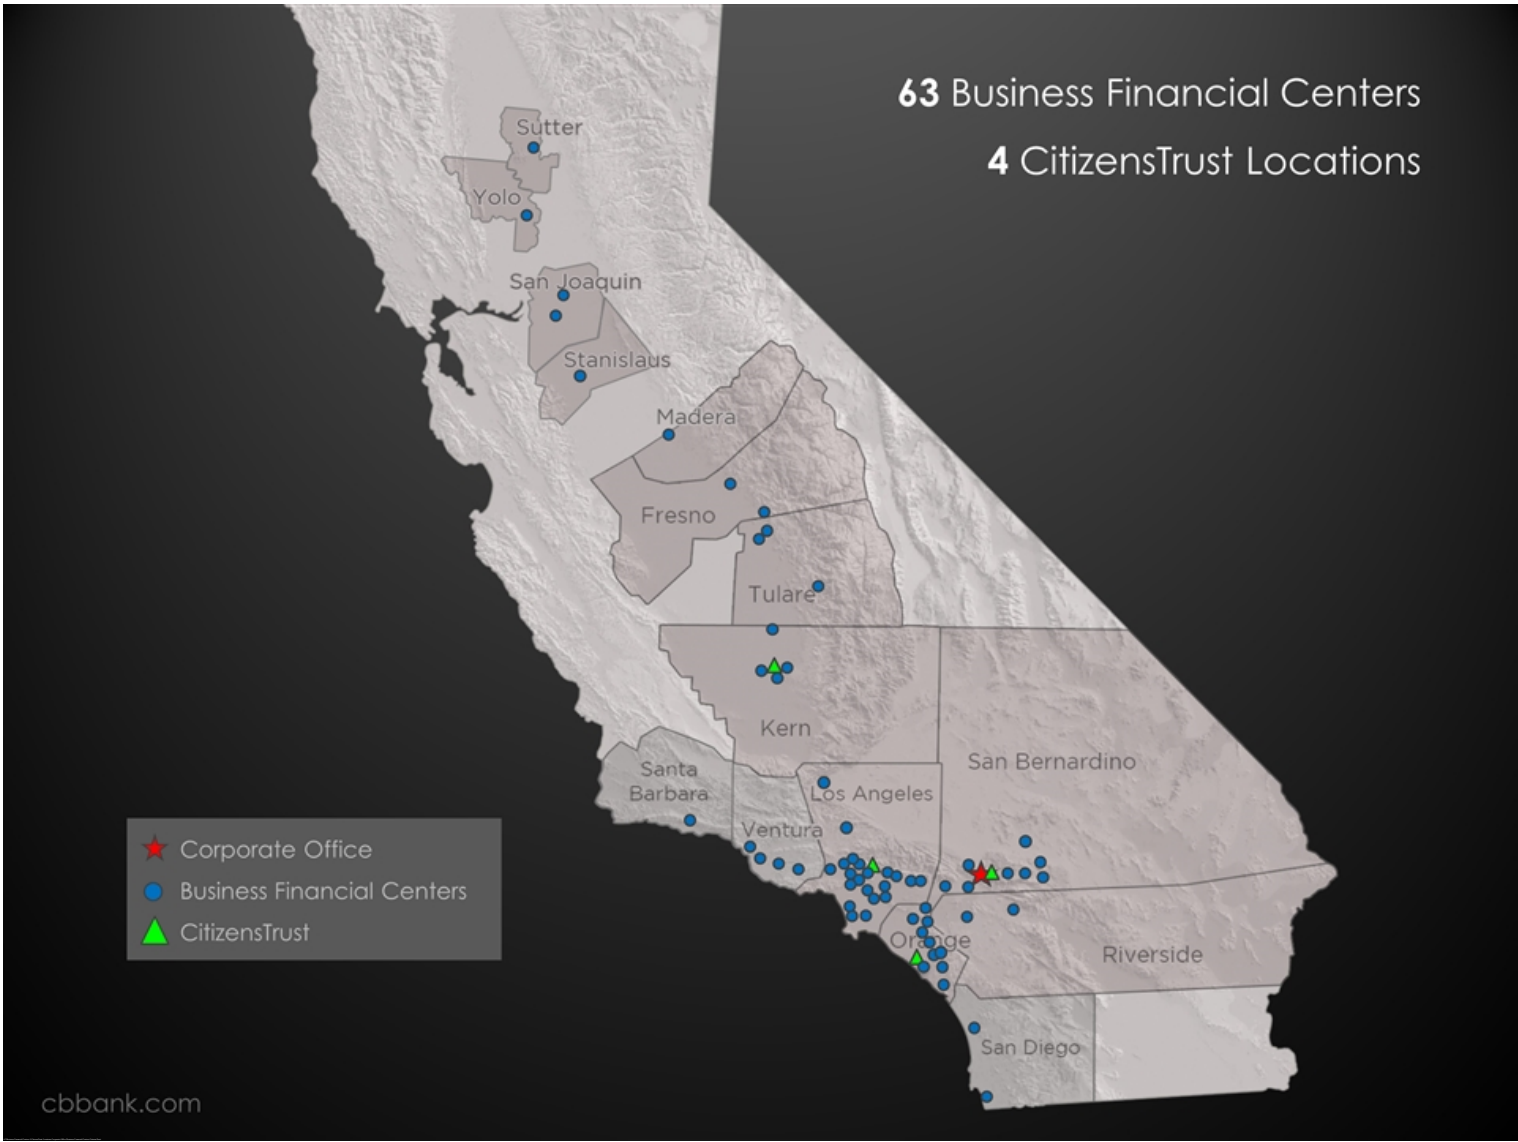 63 Business Financial Centers
4 CitizensTrust Locations
Sutter
Yolo
San Joaquin
Stanislaus
Madera
Fresno
Tulare
Kern
San Bernardino
Santa
Barbara
Los Angeles
Ventura
Orange
Riverside
San Diego
Corporate Office
Business Financial Centers
CitizensTrust
cbbank.com